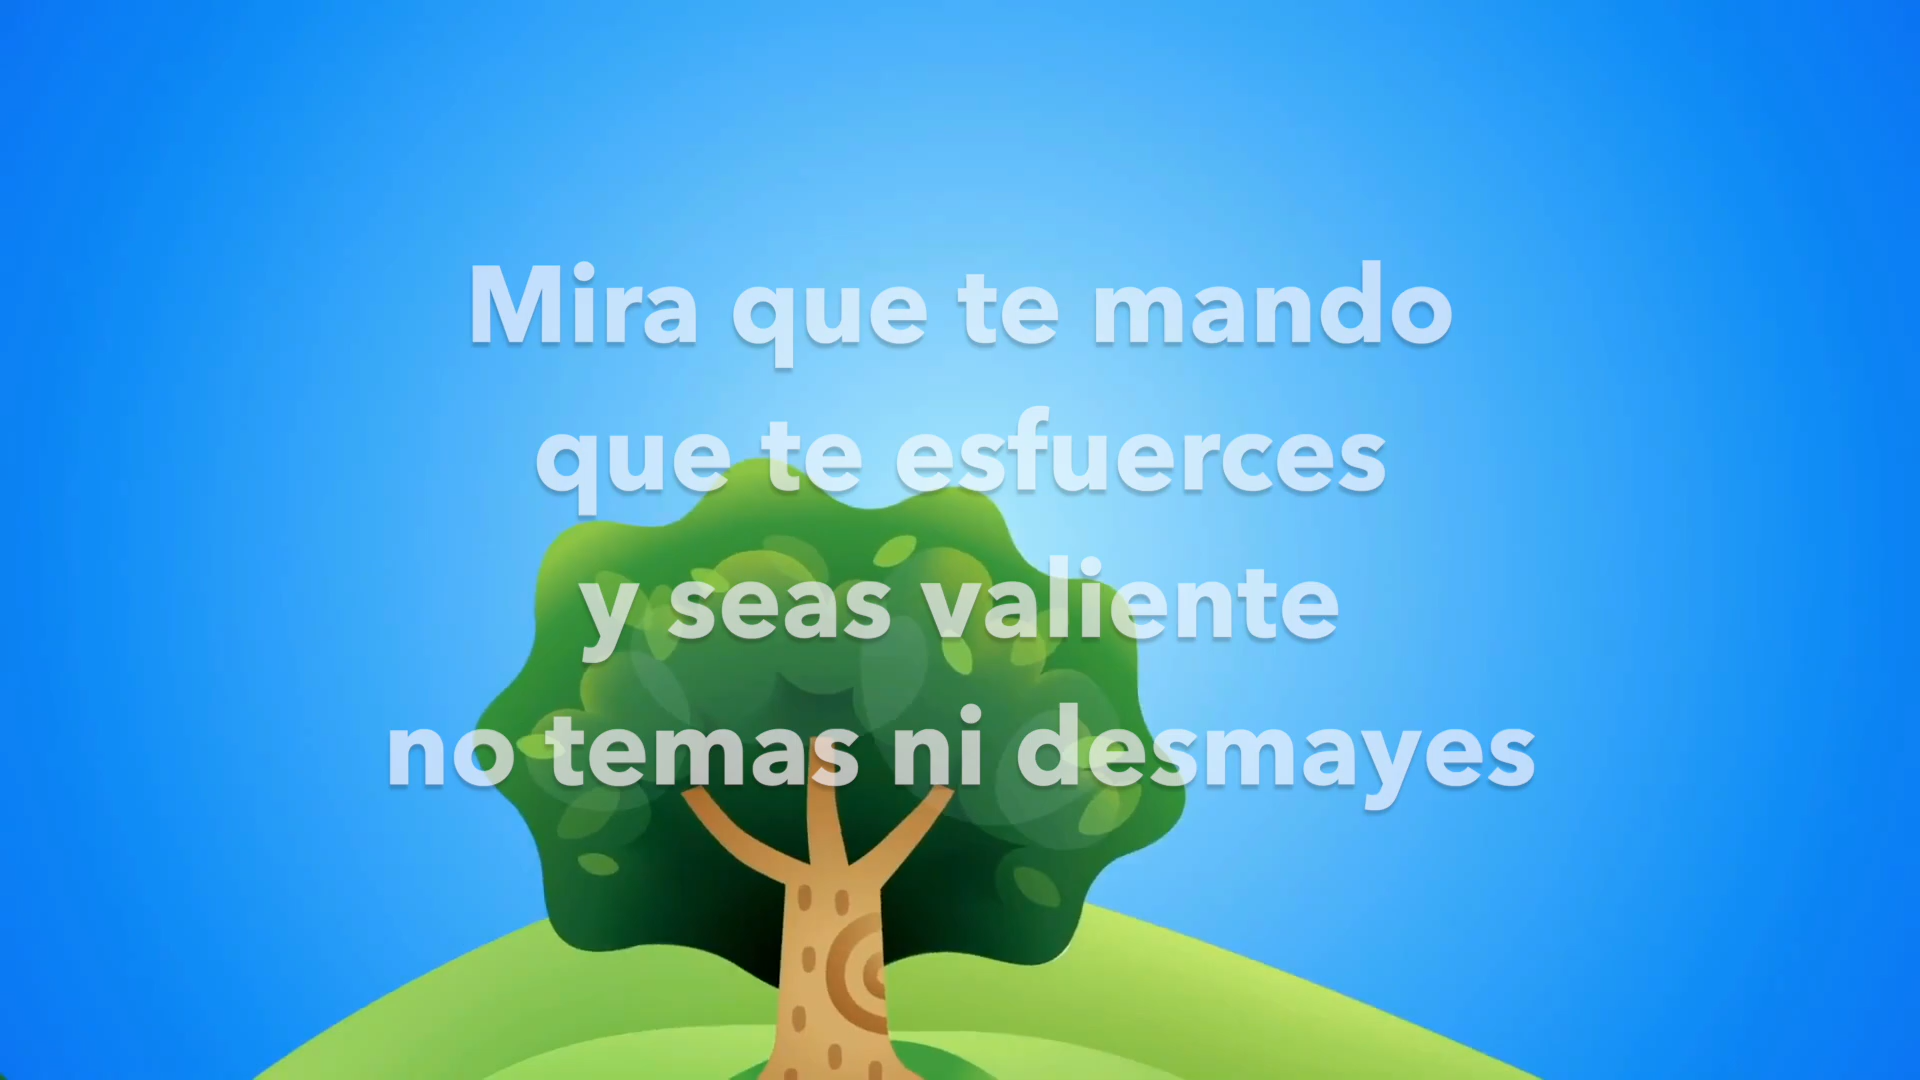 Mira que te mando
que te esfuerces
y seas valiente
no temas ni desmayes